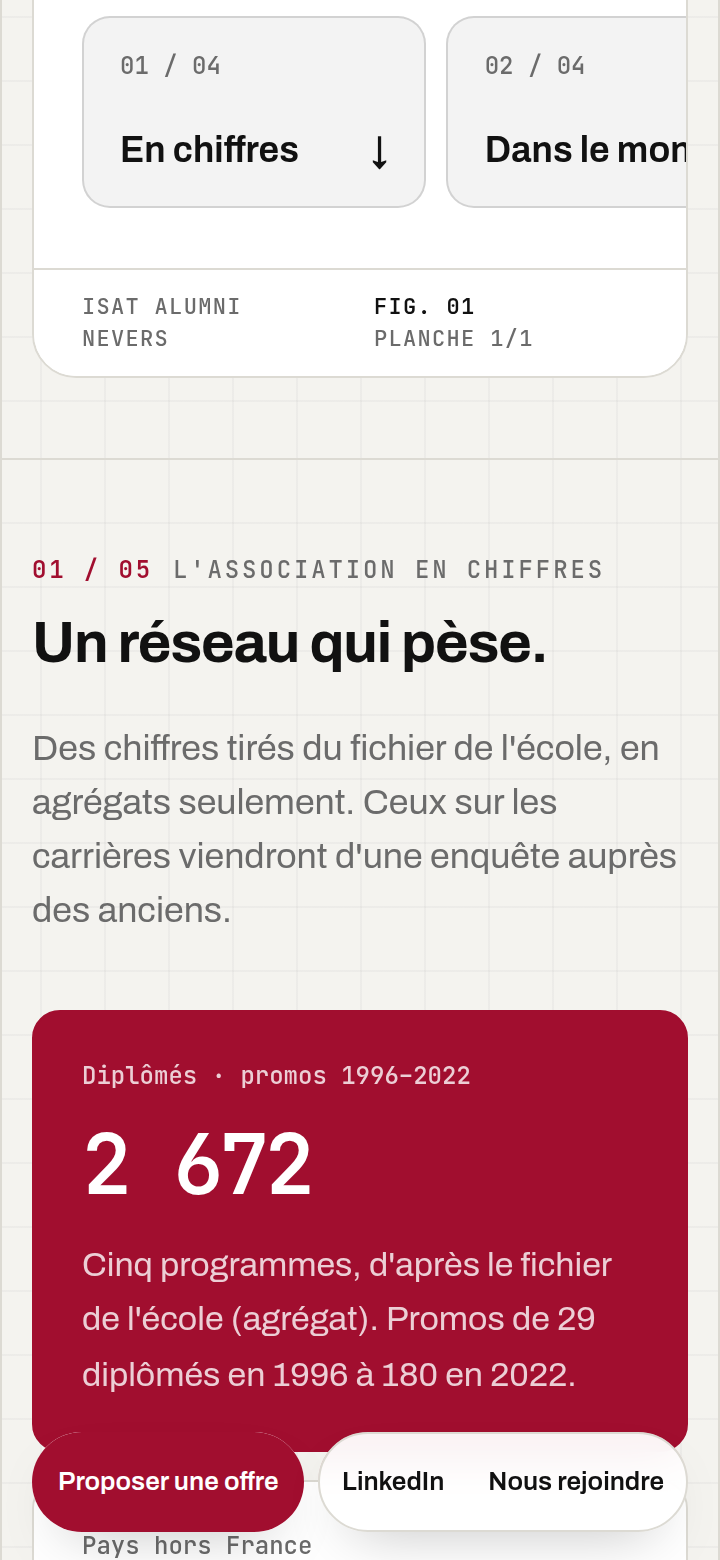 01 / 04
En chiffres ↓
02 / 04
Dans le mon
ISAT ALUMNI
NEVERS
FIG. 01
PLANCHE 1/1
01 / 05 L'ASSOCIATION EN CHIFFRES
Un réseau qui pèse.
Des chiffres tirés du fichier de l'école, en
agrégats seulement. Ceux sur les
carrières viendront d'une enquête auprès
des anciens.
Diplômés · promos 1996–2022
2 672
Cinq programmes, d'après le fichier
de l'école (agrégat). Promos de 29
diplômés en 1996 à 180 en 2022.
Proposer une offre
LinkedIn
Nous rejoindre
Pays hors France